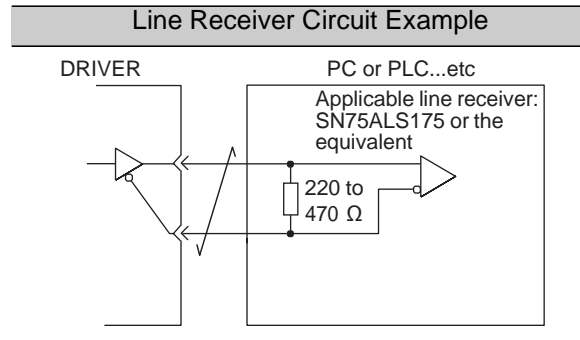 Line Receiver Circuit Example
DRIVER
PC or PLC...etc
Applicable line receiver:
SN75ALS175 or the
equivalent
220 to
470 Ω